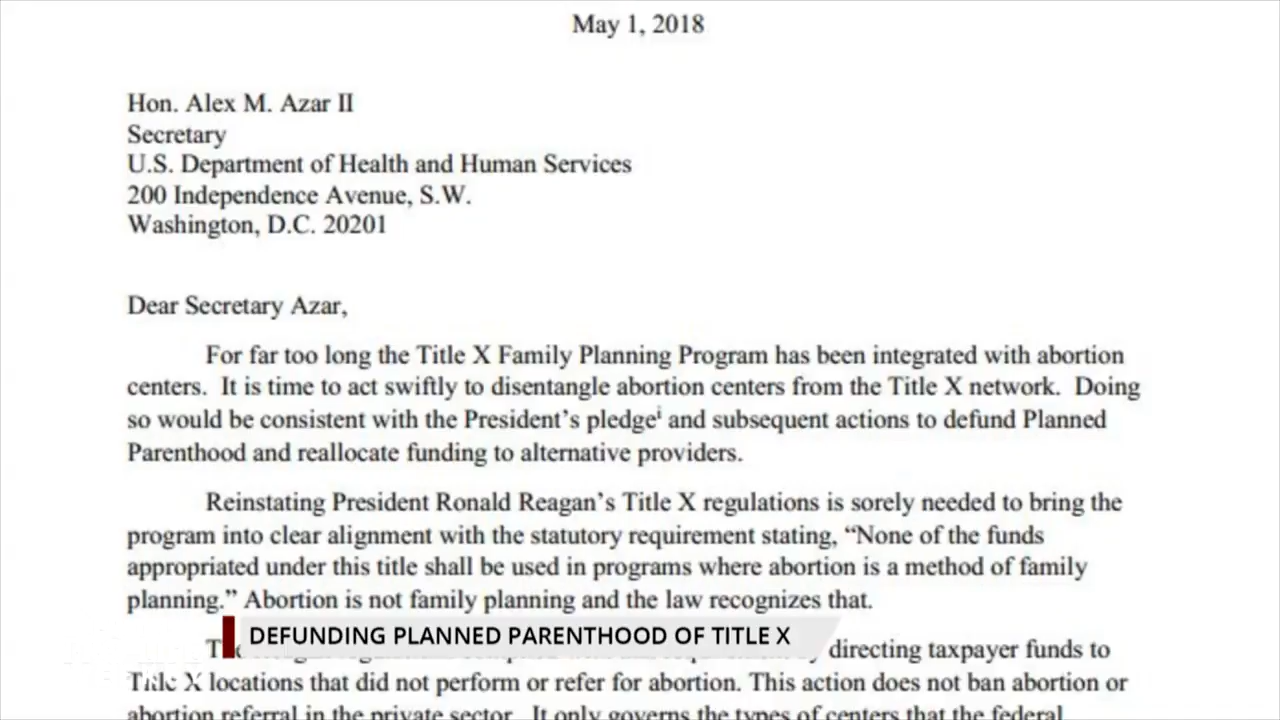 May 1, 2018
Hon. Alex M. Azar II
Secretary
U.S. Department of Health and Human Services
200 Independence Avenue, S.W.
Washington, D.C. 20201
Dear Secretary Azar,
For far too long the Title X Family Planning Program has been integrated with abortion
centers. It is time to act swiftly to disentangle abortion centers from the Title X network. Doing
so would be consistent with the President's pledgeⁱ and subsequent actions to defund Planned
Parenthood and reallocate funding to alternative providers.
Reinstating President Ronald Reagan's Title X regulations is sorely needed to bring the
program into clear alignment with the statutory requirement stating, “None of the funds
appropriated under this title shall be used in programs where abortion is a method of family
planning.” Abortion is not family planning and the law recognizes that.
DEFUNDING PLANNED PARENTHOOD OF TITLE X
directing taxpayer funds to
Title X locations that did not perform or refer for abortion. This action does not ban abortion or
abortion referral in the private sector. It only governs the types of centers that the federal